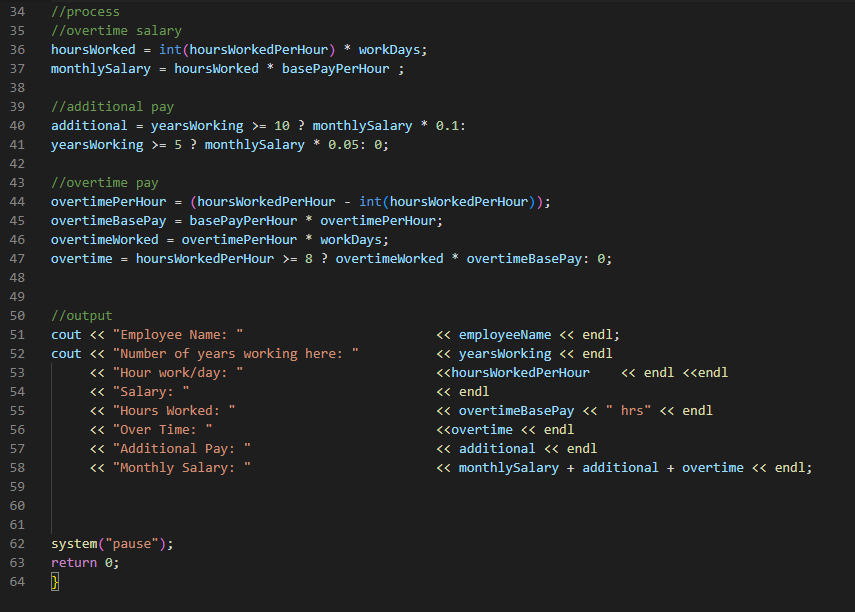 34 //process
35 //overtime salary
36 hoursWorked = int(hoursWorkedPerHour) * workDays;
37 monthlySalary = hoursWorked * basePayPerHour ;
38
39 //additional pay
40 additional = yearsWorking >= 10 ? monthlySalary * 0.1:
41 yearsWorking >= 5 ? monthlySalary * 0.05: 0;
42
43 //overtime pay
44 overtimePerHour = (hoursWorkedPerHour - int(hoursWorkedPerHour));
45 overtimeBasePay = basePayPerHour * overtimePerHour;
46 overtimeWorked = overtimePerHour * workDays;
47 overtime = hoursWorkedPerHour >= 8 ? overtimeWorked * overtimeBasePay: 0;
48
49
50 //output
51 cout << "Employee Name: " << employeeName << endl;
52 cout << "Number of years working here: " << yearsWorking << endl
53 << "Hour work/day: " <<hoursWorkedPerHour << endl <<endl
54 << "Salary: " << endl
55 << "Hours Worked: " << overtimeBasePay << " hrs" << endl
56 << "Over Time: " <<overtime << endl
57 << "Additional Pay: " << additional << endl
58 << "Monthly Salary: " << monthlySalary + additional + overtime << endl;
59
60
61
62 system("pause");
63 return 0;
64 }